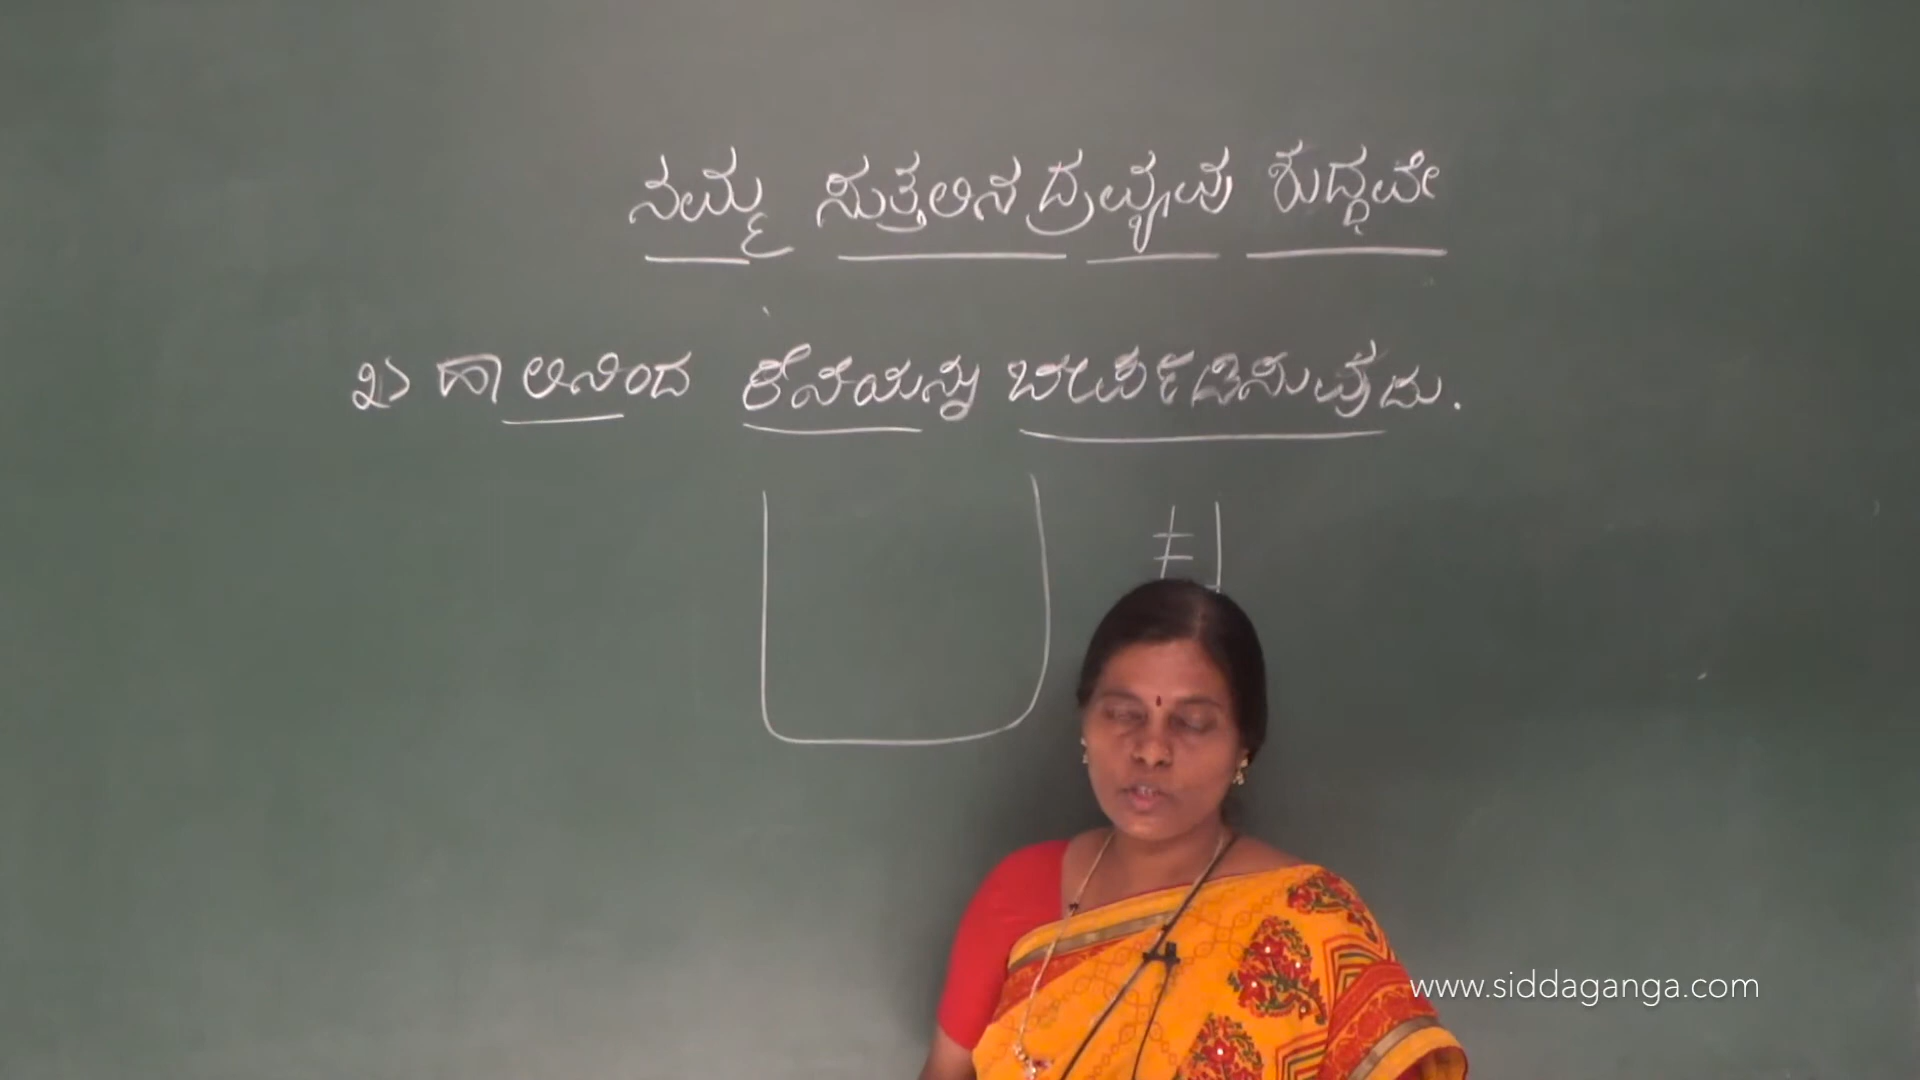 ನಮ್ಮ ಸುತ್ತಲಿನ ದ್ರವ್ಯವು ಶುದ್ಧವೇ
೩) ಹಾಲಿನಿಂದ ಕೆನೆಯನ್ನು ಬೇರ್ಪಡಿಸುವುದು.
www.siddaganga.com